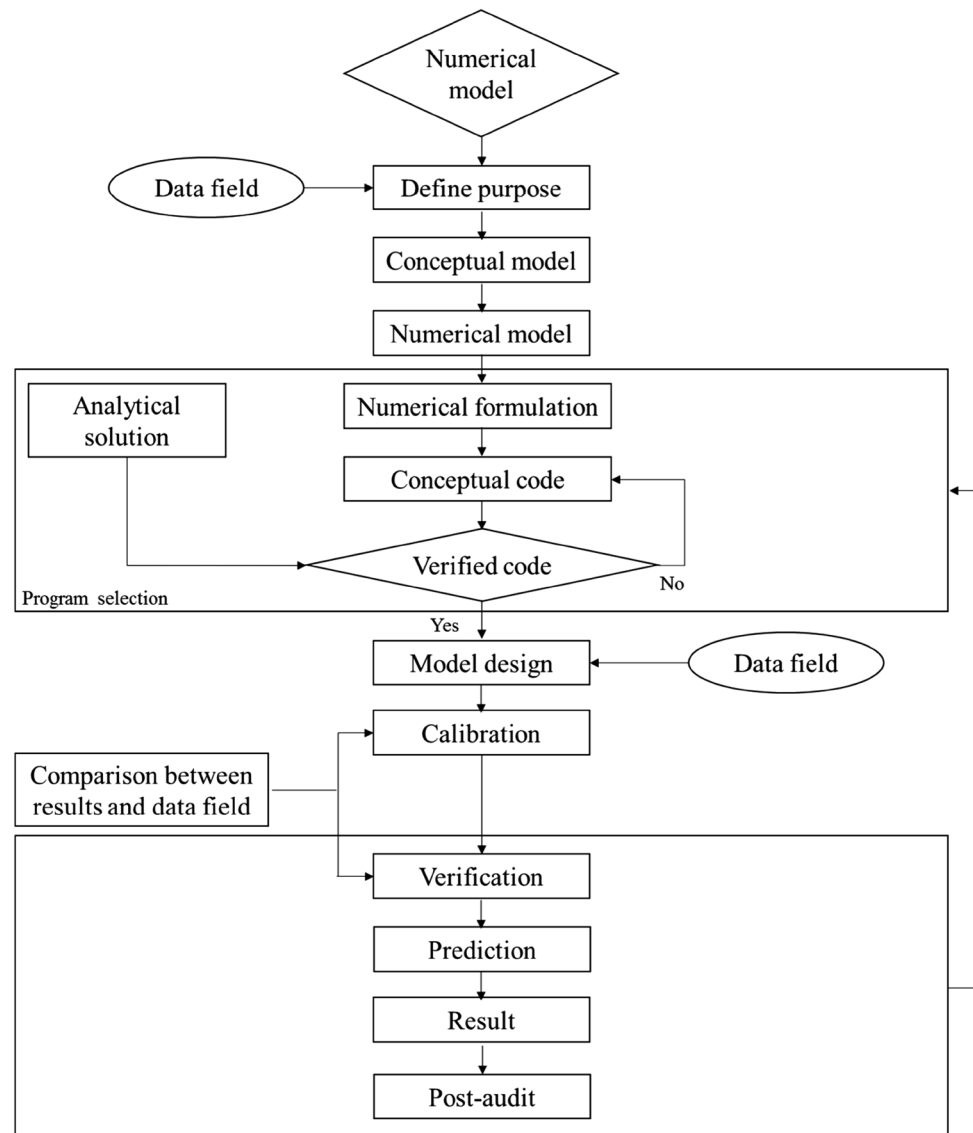 Numerical
model
Data field
Define purpose
Conceptual model
Numerical model
Analytical
solution
Numerical formulation
Conceptual code
Verified code
No
Program selection
Yes
Model design
Data field
Calibration
Comparison between
results and data field
Verification
Prediction
Result
Post-audit